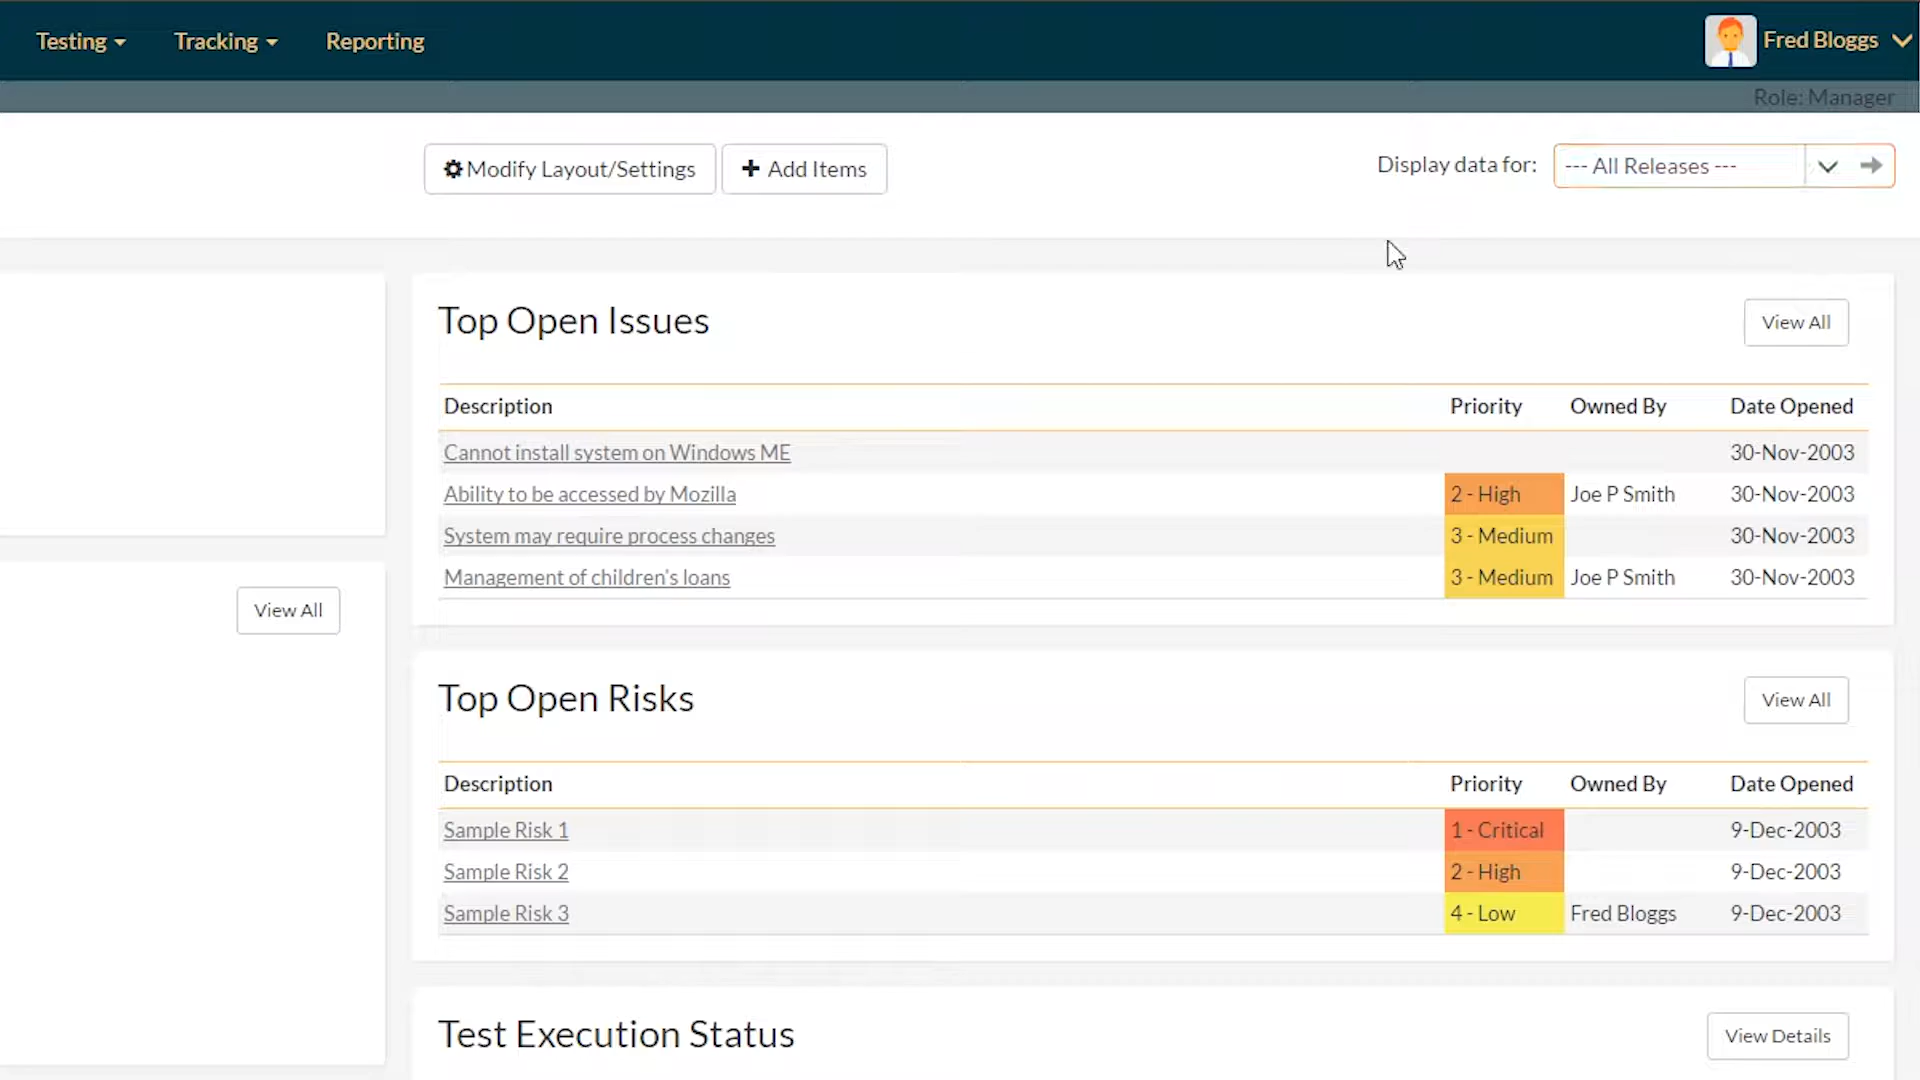 Testing Tracking Reporting Fred Bloggs
Role: Manager
Modify Layout/Settings Add Items Display data for: --- All Releases ---
Top Open Issues View All
Description Priority Owned By Date Opened
Cannot install system on Windows ME 30-Nov-2003
Ability to be accessed by Mozilla 2 - High Joe P Smith 30-Nov-2003
System may require process changes 3 - Medium 30-Nov-2003
Management of children's loans 3 - Medium Joe P Smith 30-Nov-2003
View All
Top Open Risks View All
Description Priority Owned By Date Opened
Sample Risk 1 1 - Critical 9-Dec-2003
Sample Risk 2 2 - High 9-Dec-2003
Sample Risk 3 4 - Low Fred Bloggs 9-Dec-2003
Test Execution Status View Details